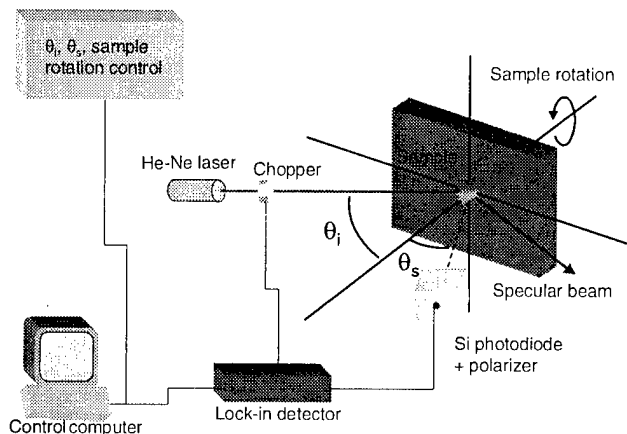 θi, θs, sample
rotation control
Sample rotation
He-Ne laser
Chopper
Sample
θi
θs
Specular beam
Si photodiode
+ polarizer
Lock-in detector
Control computer